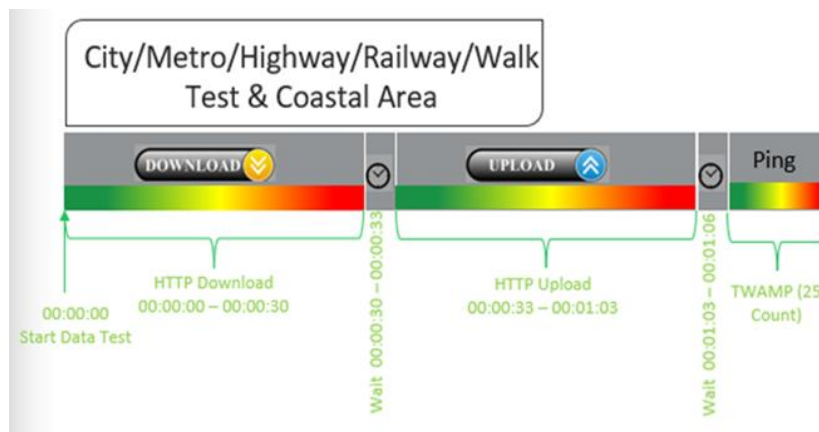 City/Metro/Highway/Railway/Walk
Test & Coastal Area
DOWNLOAD
UPLOAD
Ping
HTTP Download
00:00:00 – 00:00:30
00:00:00
Start Data Test
Wait 00:00:30 – 00:00:33
HTTP Upload
00:00:33 – 00:01:03
Wait 00:01:03 – 00:01:06
TWAMP (25
Count)